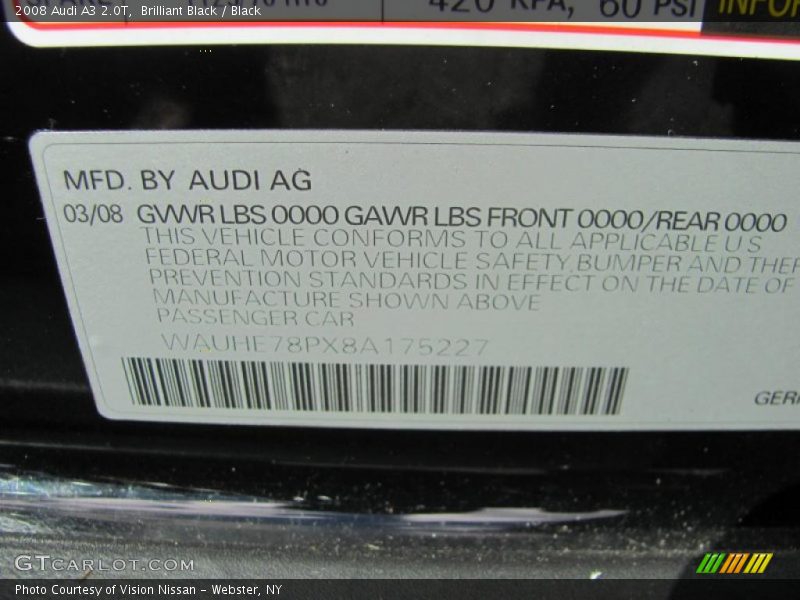 2008 Audi A3 2.0T, Brilliant Black / Black
420 KPA, 60 PSI
MFD. BY AUDI AG
03/08 GVWR LBS 0000 GAWR LBS FRONT 0000/REAR 0000
THIS VEHICLE CONFORMS TO ALL APPLICABLE U S
FEDERAL MOTOR VEHICLE SAFETY, BUMPER AND THEF
PREVENTION STANDARDS IN EFFECT ON THE DATE OF
MANUFACTURE SHOWN ABOVE
PASSENGER CAR
WAUHE78PX8A175227
GER
GTCARLOT.COM
Photo Courtesy of Vision Nissan - Webster, NY